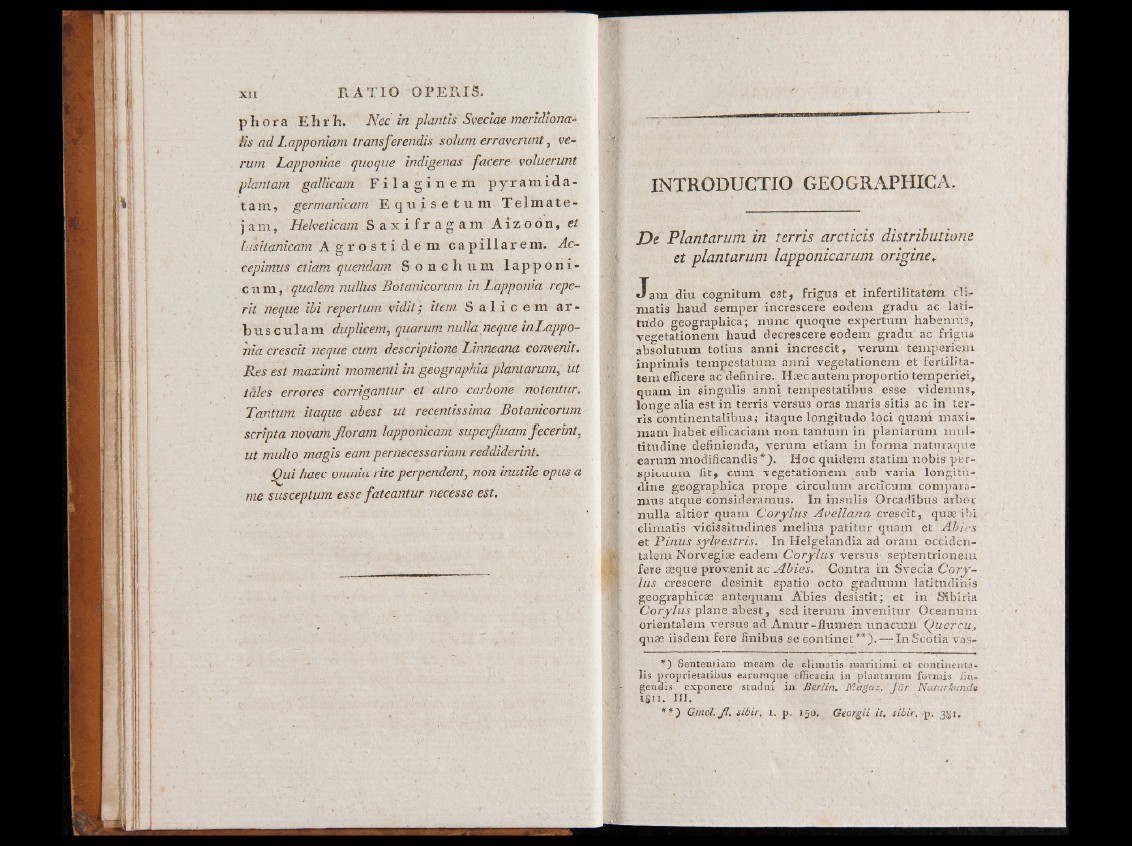 XII RATIO OPERIS.
phora Ehrh. Nec in plantis Sveciae meridiona-
lis ad Lapponiam transferendis solum erraverunt, ve-
rum Lapponiae quoque indigenas facere voluerunt
plantam gallicam Filaginem pyramida-
tam, germanicam Equisetum Telmate-
jam, Helveticam Saxifragam Aizoon, et
lusitanicam Agrostidem capillarem. Ac-
cepimus etiam quendam Sonchum lapponi-
cum, qualem nullus Botanicorum in Lapponia repe-
rit neque ibi repertum vidit; item Salicem ar-
busculam duplicem, quarum nulla neque in Lappo-
nia crescit neque cum descriptione Linneana convenit.
Res est maximi momenti in geographia plantarum, ut
tales errores corrigantur et atro carbone notentur.
Tantum itaque abest ut recentissima Botanicorum
scripta novam floram lapponicam superfluam fecerint,
ut multo magis eam pernecessariam reddiderint.
Qui haec omnia rite perpendent, non inutile opus a
me susceptum esse fateantur necesse est.
INTRODUCTIO GEOGRAPHICA.
De Plantarum in terris arcticis distributione
et plantarum lapponicarum origine.
Jam diu cognitum est, frigus et infertilitatem cli-
matis haud semper increscere eodem gradu ac lati-
tudo geographica; nunc quoque expertum habemus,
vegetationem haud decrescere eodem gradu ac frigus
absolutum totius anni increscit, verum temperiem
inprimis tempestatum anni vegetationem et fertilita-
tem efficere ac definire. Hæc autem proportio temperiei,
quam in singulis anni tempestatibus esse videmus,
longe alia est in terris versus oras maris sitis ac in ter-
ris continentalibus; itaque longitudo loci quam maxi-
mam habet efficaciam non tantum in plantarum mul-
titudine definienda, verum etiam in forma naturaque
earum modificandis*). Hoc quidem statim nobis per-
spicuum fit, cum vegetationem sub varia longitu-
dine geographica prope circulum arcticum compara-
mus atque consideramus. In insulis Orcadibus arbor
nulla altior quam Corylus Avellana crescit, quæ ibi
climatis vicissitudines melius patitur quam et Abies
et Pinus sylvestris. In Helgelandia ad oram occiden-
talem Norvegiæ eadem Corylus versus septentrionem
fere æque provenit ac Abies. Contra in Svecia Cory-
lus crescere desinit spatio octo graduum latitudinis
geographicæ antequam Abies desistit; et in Sibiria
Corylus plane abest, sed iterum invenitur Oceanum
orientalem versus ad Amur-flumen unacum Quercu,
quæ iisdem fere finibus se continet**).— In Scotia vas-
*) Sententiam meam de climatis maritimi et continenta-
lis proprietatibus earumque efficacia in plantarum formis fin-
gendis exponere studui in Berlin. Magaz. für Naturkunde
1811. III.
**) Gmel. fl. sibir. 1. p. 150. Georgii it. sibir. p. 381.